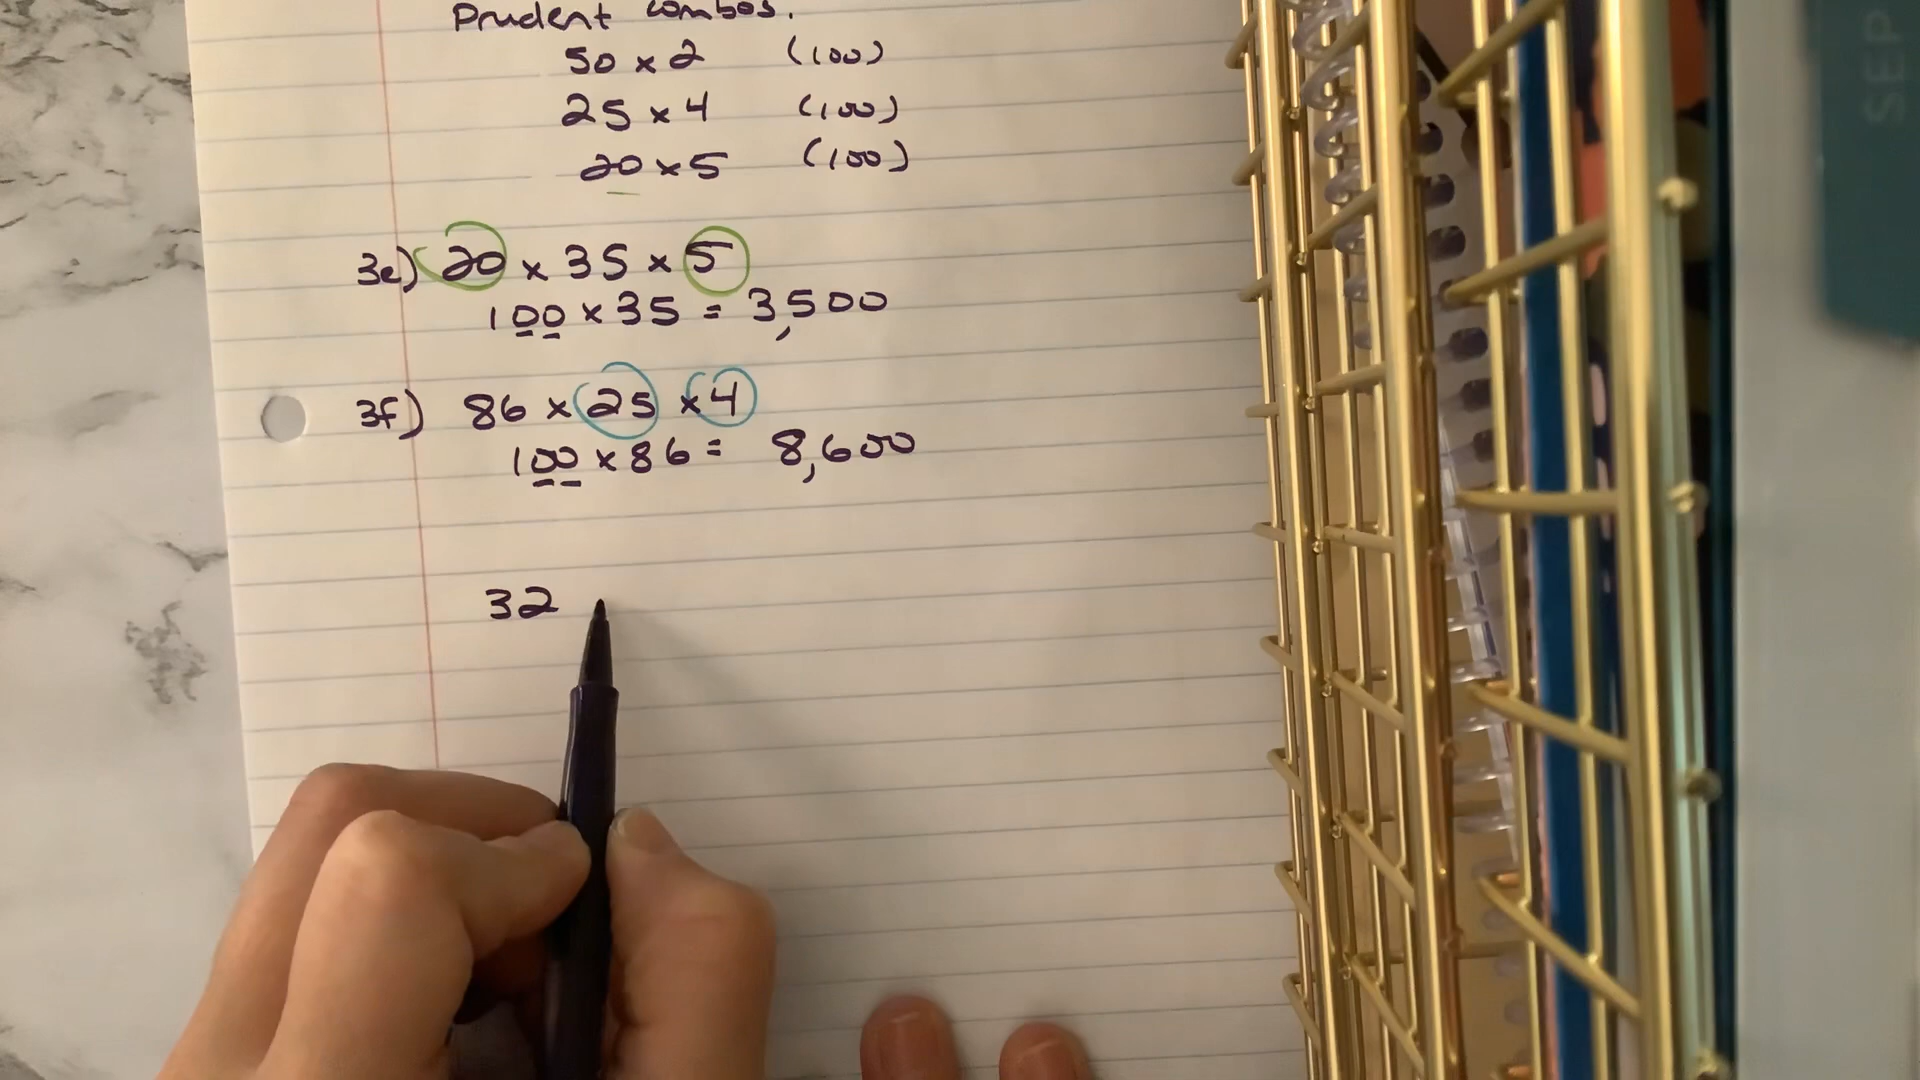 Prudent combos.
50 × 2 (100)
25 × 4 (100)
20 × 5 (100)
3e) 20 × 35 × 5
100 × 35 = 3,500
3f) 86 × 25 × 4
100 × 86 = 8,600
32
SEP